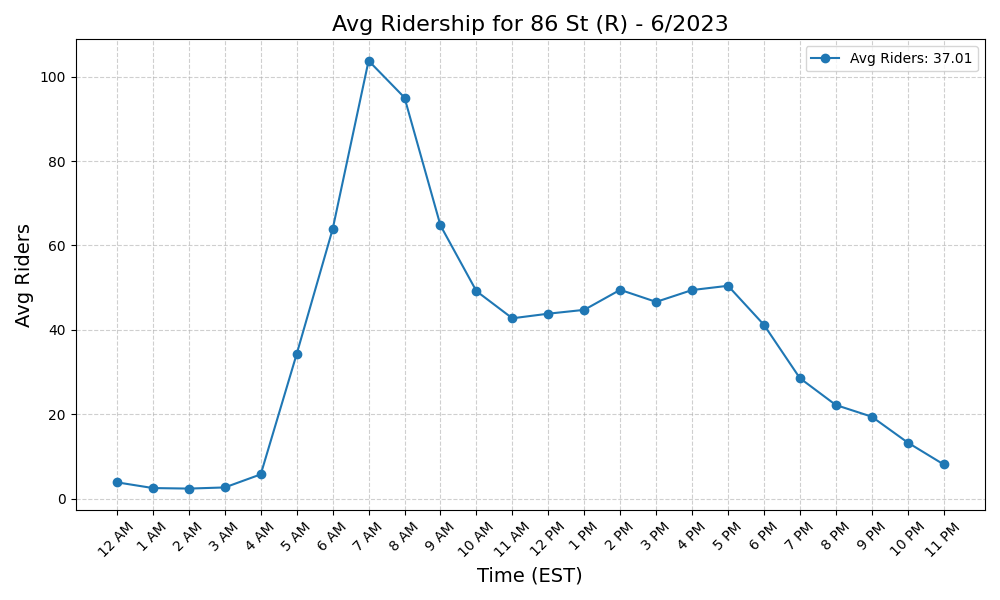 Avg Ridership for 86 St (R) - 6/2023
Avg Riders: 37.01
Avg Riders
100
80
60
40
20
0
12 AM
1 AM
2 AM
3 AM
4 AM
5 AM
6 AM
7 AM
8 AM
9 AM
10 AM
11 AM
12 PM
1 PM
2 PM
3 PM
4 PM
5 PM
6 PM
7 PM
8 PM
9 PM
10 PM
11 PM
Time (EST)